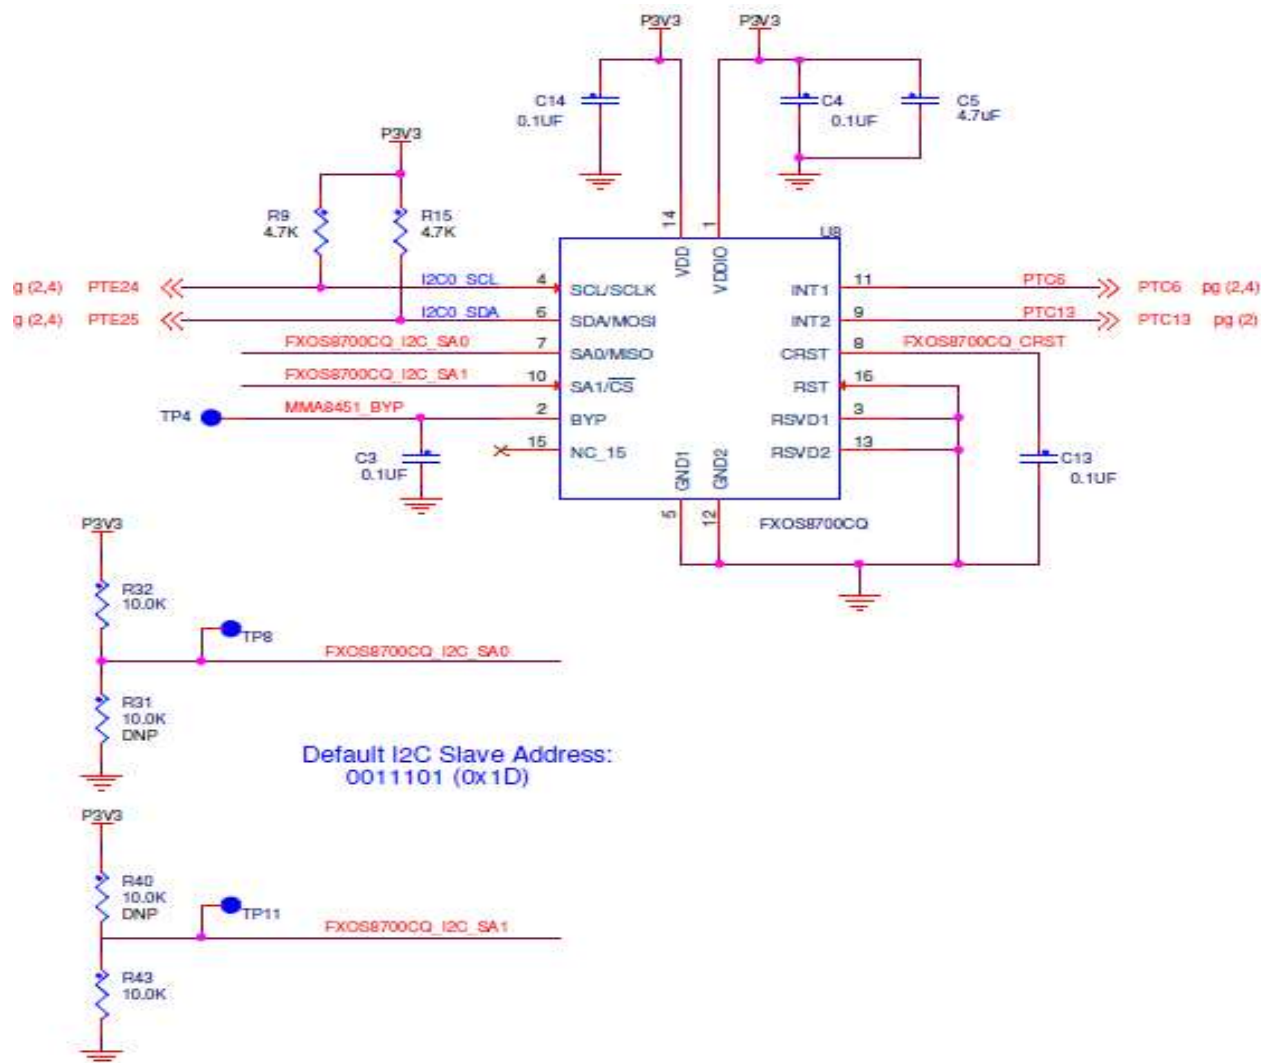 P3V3
P3V3
C14
0.1UF
C4
0.1UF
C5
4.7uF
P3V3
R9
4.7K
R15
4.7K
14
1
U8
VDD
VDDIO
g (2,4) PTE24
I2C0_SCL
4
SCL/SCLK
INT1
11
PTC6
PTC6 pg (2,4)
g (2,4) PTE25
I2C0_SDA
6
SDA/MOSI
INT2
9
PTC13
PTC13 pg (2)
FXOS8700CQ_I2C_SA0
7
SA0/MISO
CRST
8
FXOS8700CQ_CRST
FXOS8700CQ_I2C_SA1
10
SA1/CS
RST
16
TP4
MMA8451_BYP
2
BYP
RSVD1
3
15
NC_15
RSVD2
13
C3
0.1UF
C13
0.1UF
GND1
GND2
5
12
FXOS8700CQ
P3V3
R32
10.0K
TP8
FXOS8700CQ_I2C_SA0
R31
10.0K
DNP
Default I2C Slave Address:
0011101 (0x1D)
P3V3
R40
10.0K
DNP
TP11
FXOS8700CQ_I2C_SA1
R43
10.0K